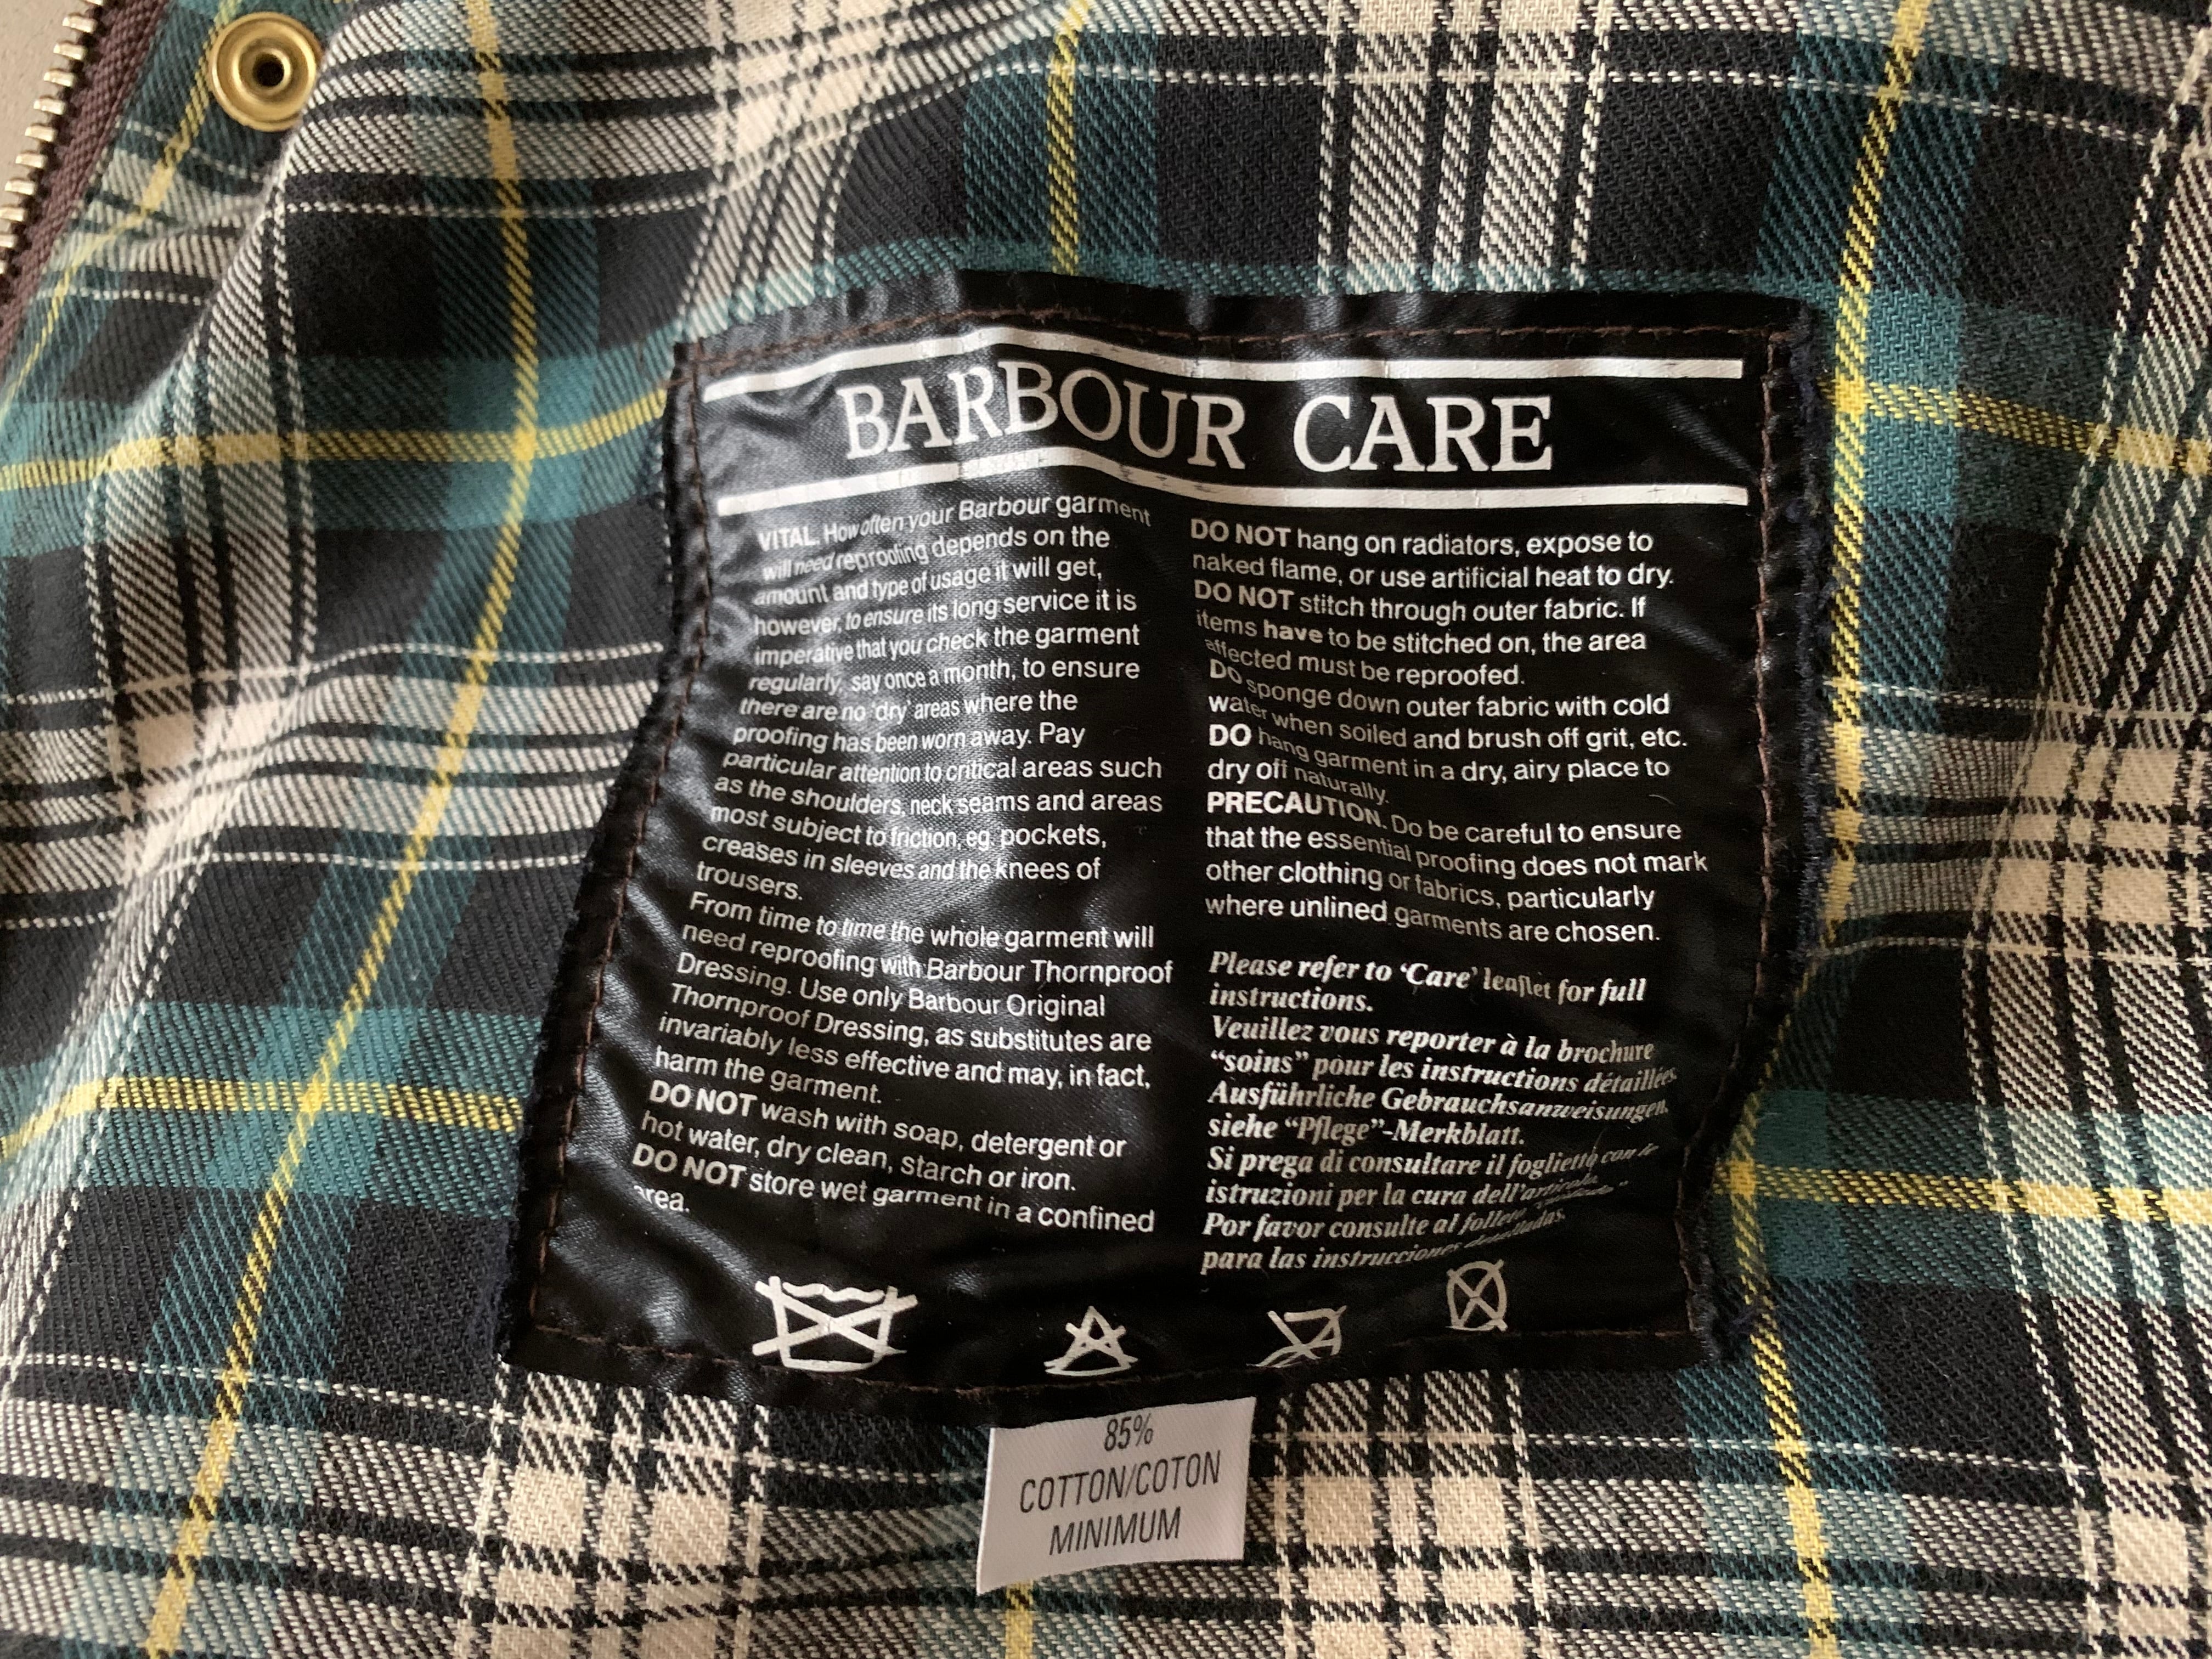 BARBOUR CARE
VITAL. How often your Barbour garment
will need reproofing depends on the
amount and type of usage it will get,
however, to ensure its long service it is
imperative that you check the garment
regularly, say once a month, to ensure
there are no 'dry' areas where the
proofing has been worn away. Pay
particular attention to critical areas such
as the shoulders, neck seams and areas
most subject to friction, eg. pockets,
creases in sleeves and the knees of
trousers.
From time to time the whole garment will
need reproofing with Barbour Thornproof
Dressing. Use only Barbour Original
Thornproof Dressing, as substitutes are
invariably less effective and may, in fact,
harm the garment.
DO NOT wash with soap, detergent or
hot water, dry clean, starch or iron.
DO NOT store wet garment in a confined
area.
DO NOT hang on radiators, expose to
naked flame, or use artificial heat to dry.
DO NOT stitch through outer fabric. If
items have to be stitched on, the area
affected must be reproofed.
Do sponge down outer fabric with cold
water when soiled and brush off grit, etc.
DO hang garment in a dry, airy place to
dry off naturally.
PRECAUTION. Do be careful to ensure
that the essential proofing does not mark
other clothing or fabrics, particularly
where unlined garments are chosen.
Please refer to 'Care' leaflet for full
instructions.
Veuillez vous reporter à la brochure
"soins" pour les instructions détaillées.
Ausführliche Gebrauchsanweisungen,
siehe "Pflege"-Merkblatt.
Si prega di consultare il foglietto con le
istruzioni per la cura dell'articolo.
Por favor consulte al folleto "cuidado"
para las instrucciones detalladas.
85%
COTTON/COTON
MINIMUM